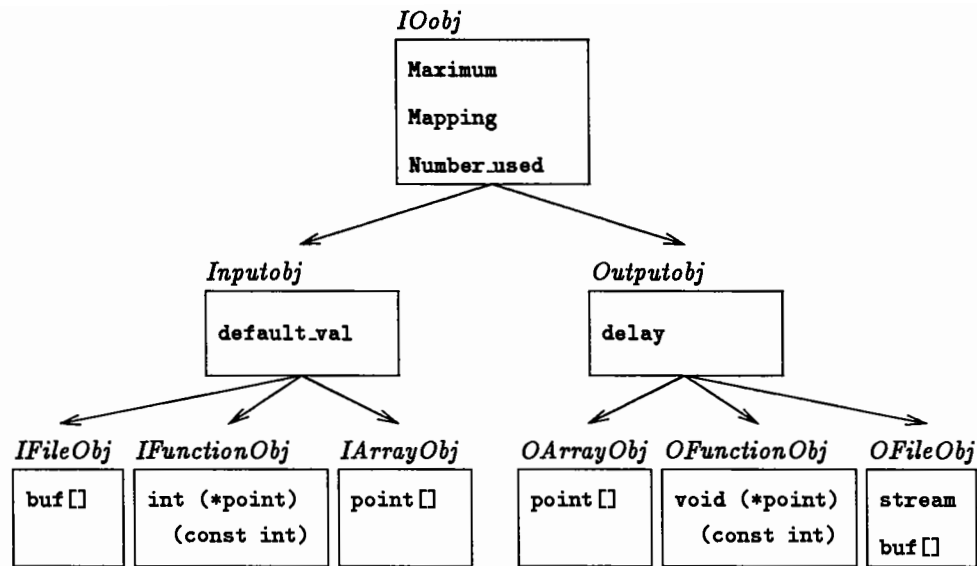 IOobj
Maximum
Mapping
Number_used
Inputobj
default_val
Outputobj
delay
IFileObj
buf[]
IFunctionObj
int (*point)
(const int)
IArrayObj
point[]
OArrayObj
point[]
OFunctionObj
void (*point)
(const int)
OFileObj
stream
buf[]